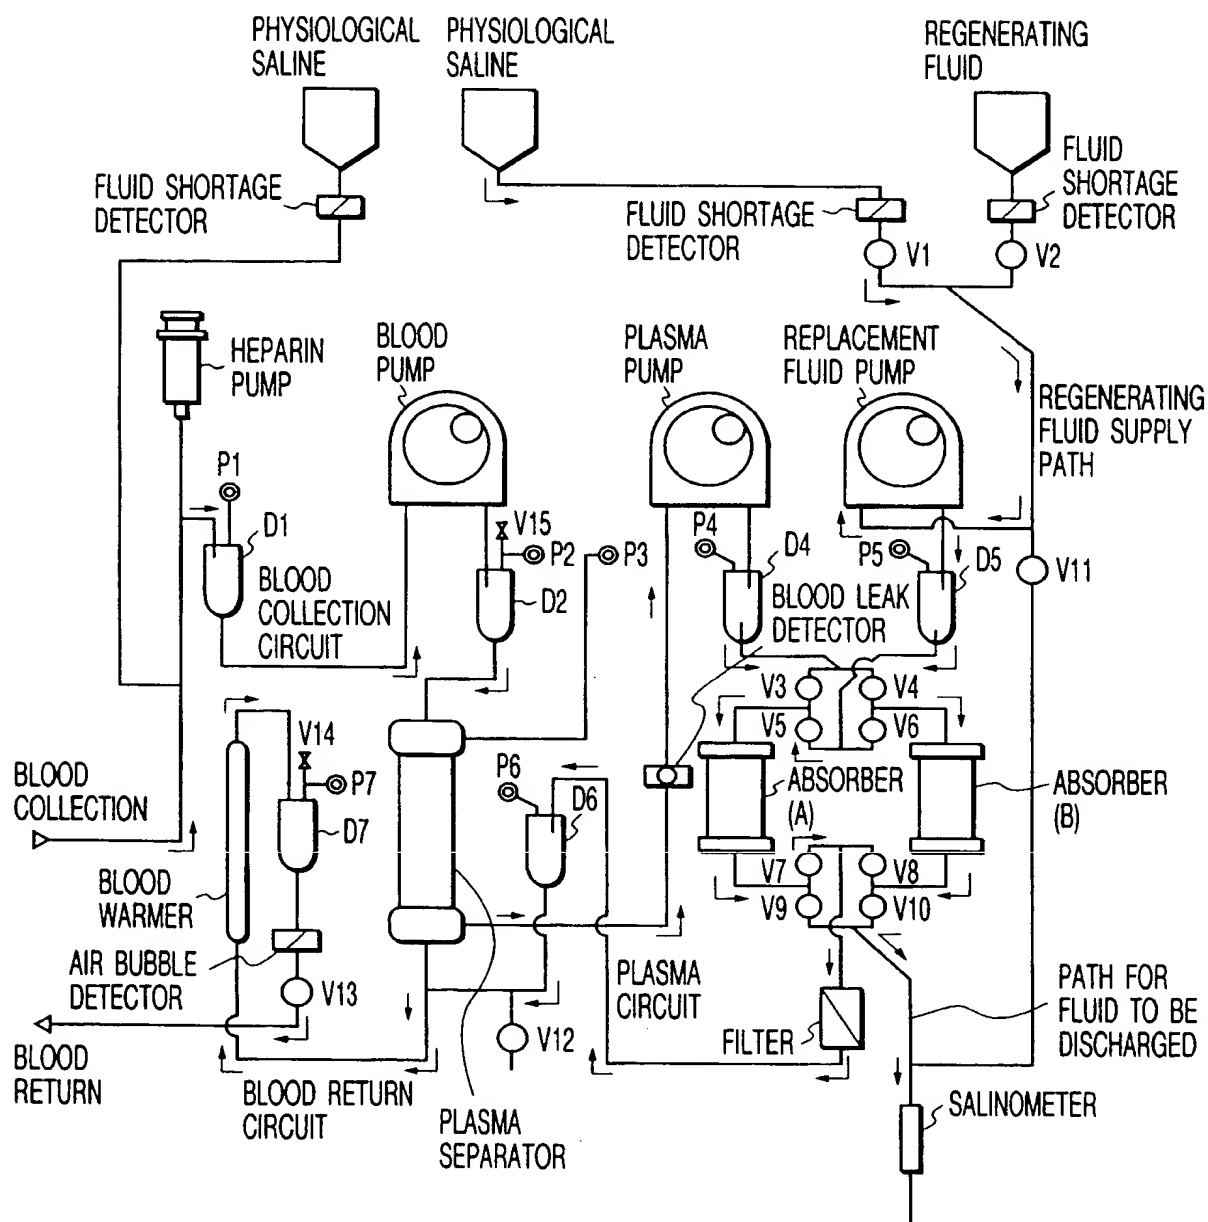 PHYSIOLOGICAL
SALINE
PHYSIOLOGICAL
SALINE
REGENERATING
FLUID
FLUID SHORTAGE
DETECTOR
FLUID SHORTAGE
DETECTOR
FLUID
SHORTAGE
DETECTOR
V1
V2
HEPARIN
PUMP
BLOOD
PUMP
PLASMA
PUMP
REPLACEMENT
FLUID PUMP
REGENERATING
FLUID SUPPLY
PATH
P1
D1
V15
P2
D2
P3
P4
D4
P5
D5
V11
BLOOD
COLLECTION
CIRCUIT
BLOOD LEAK
DETECTOR
V3
V4
V5
V6
V14
P7
D7
P6
D6
ABSORBER
(A)
ABSORBER
(B)
BLOOD
COLLECTION
BLOOD
WARMER
V7
V8
V9
V10
AIR BUBBLE
DETECTOR
V13
PLASMA
CIRCUIT
V12
FILTER
PATH FOR
FLUID TO BE
DISCHARGED
BLOOD
RETURN
BLOOD RETURN
CIRCUIT
PLASMA
SEPARATOR
SALINOMETER